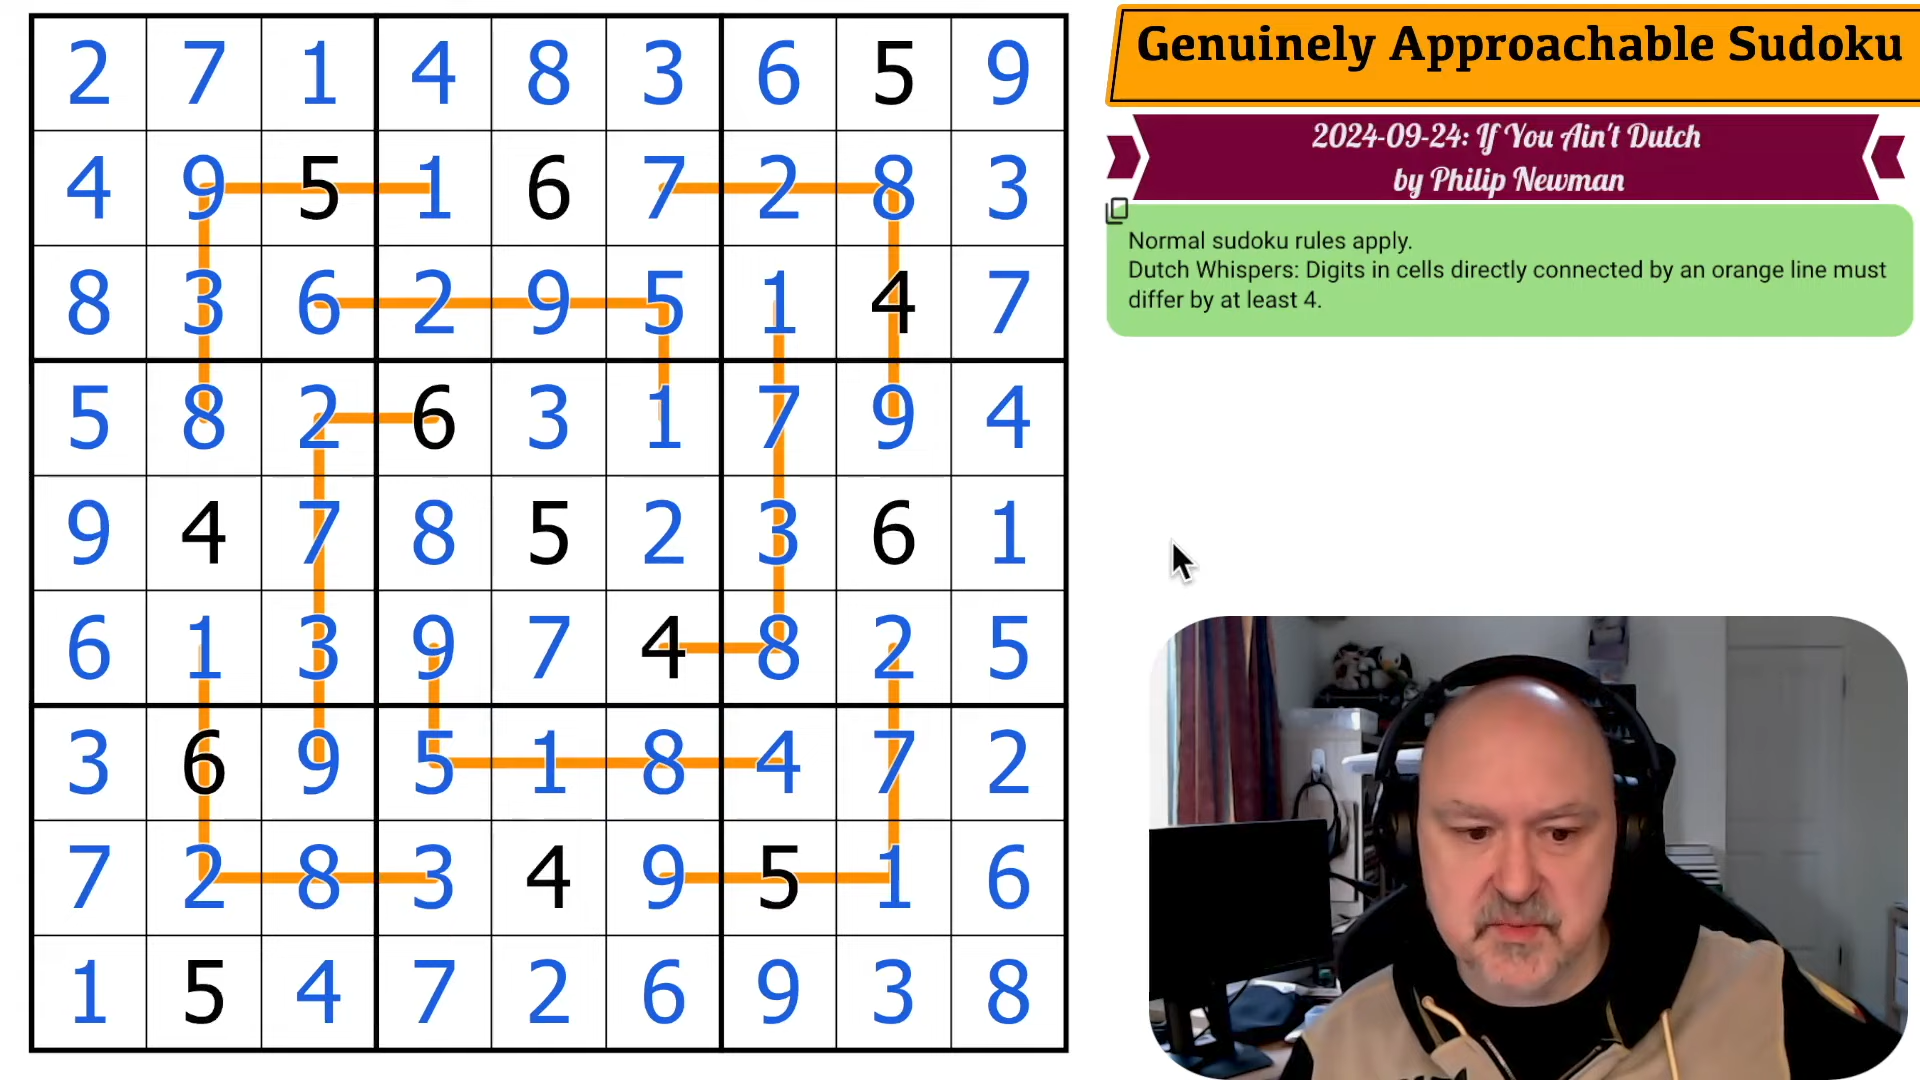 Genuinely Approachable Sudoku
2024-09-24: If You Ain't Dutch
by Philip Newman
Normal sudoku rules apply.
Dutch Whispers: Digits in cells directly connected by an orange line must
differ by at least 4.
2 7 1 4 8 3 6 5 9
4 9 5 1 6 7 2 8 3
8 3 6 2 9 5 1 4 7
5 8 2 6 3 1 7 9 4
9 4 7 8 5 2 3 6 1
6 1 3 9 7 4 8 2 5
3 6 9 5 1 8 4 7 2
7 2 8 3 4 9 5 1 6
1 5 4 7 2 6 9 3 8